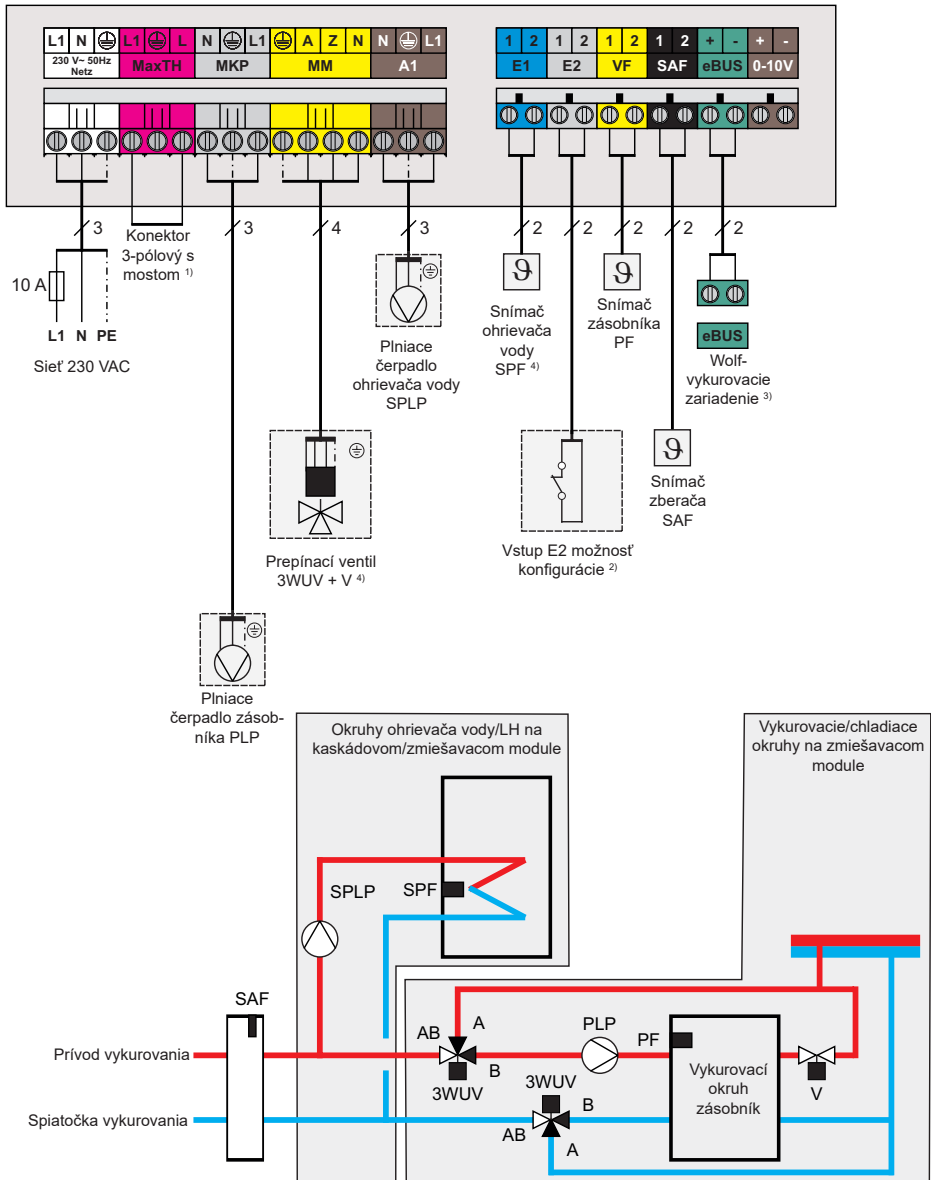 L1 N L1 L N L1 A Z N N L1
230 V~ 50Hz
Netz
MaxTH MKP MM A1
1 2 1 2 1 2 1 2 + - + -
E1 E2 VF SAF eBUS 0-10V
3
3
4
3
2
2
2
2
2
Konektor
3-pólový s
mostom 1)
10 A
L1 N PE
Sieť 230 VAC
Plniace
čerpadlo
ohrievača vody
SPLP
Snímač
ohrievača
vody
SPF 4)
Snímač
zásobníka
PF
eBUS
Wolf-
vykurovacie
zariadenie 3)
Snímač
zberača
SAF
Prepínací ventil
3WUV + V 4)
Vstup E2 možnosť
konfigurácie 2)
Plniace
čerpadlo zásob-
níka PLP
Okruhy ohrievača vody/LH na
kaskádovom/zmiešavacom module
Vykurovacie/chladiace
okruhy na zmiešavacom
module
SPLP
SPF
SAF
AB
A
B
3WUV
PLP
PF
V
Vykurovací
okruh
zásobník
Prívod vykurovania
Spiatočka vykurovania
3WUV
B
AB
A